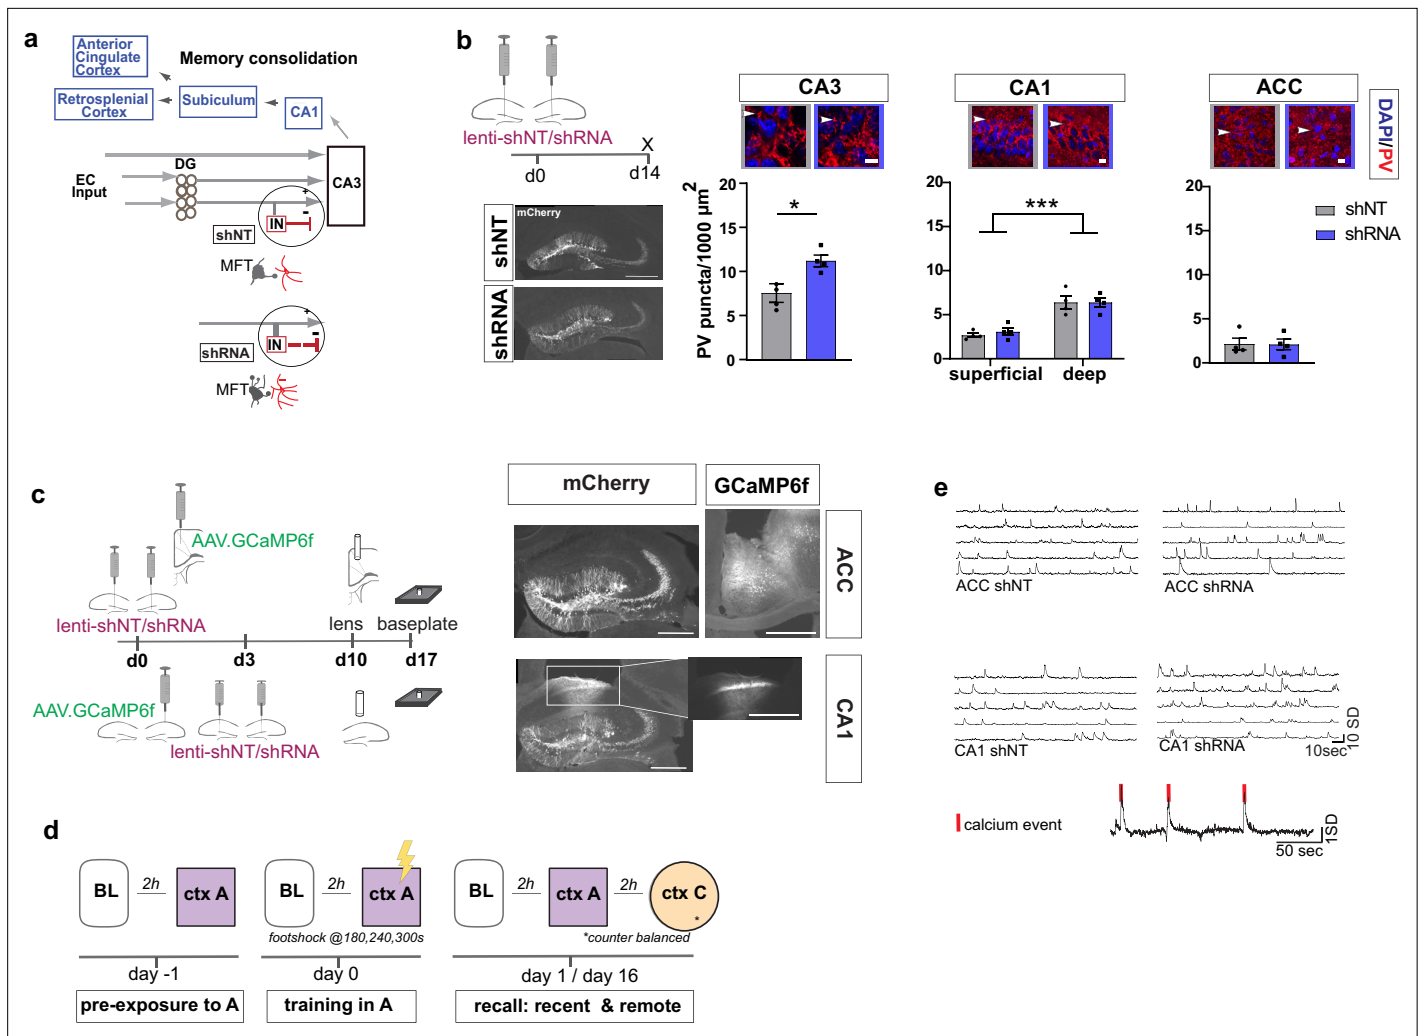 a
Anterior
Cingulate
Cortex
Memory consolidation
Retrosplenial
Cortex
Subiculum
CA1
DG
EC
Input
CA3
+
-
IN
shNT
MFT
+
-
IN
shRNA
MFT
b
lenti-shNT/shRNA
X
d0
d14
mCherry
shNT
shRNA
CA3
CA1
ACC
DAPI/PV
PV puncta/1000 µm²
20
15
10
5
0
*
20
15
10
5
0
***
superficial
deep
20
15
10
5
0
shNT
shRNA
c
AAV.GCaMP6f
lenti-shNT/shRNA
lens
baseplate
d0
d3
d10
d17
AAV.GCaMP6f
lenti-shNT/shRNA
mCherry
GCaMP6f
ACC
CA1
d
BL
2h
ctx A
BL
2h
ctx A
footshock @180,240,300s
BL
2h
ctx A
2h
ctx C
*counter balanced
day -1
day 0
day 1 / day 16
pre-exposure to A
training in A
recall: recent & remote
e
ACC shNT
ACC shRNA
CA1 shNT
CA1 shRNA
10sec
10 SD
calcium event
50 sec
1SD